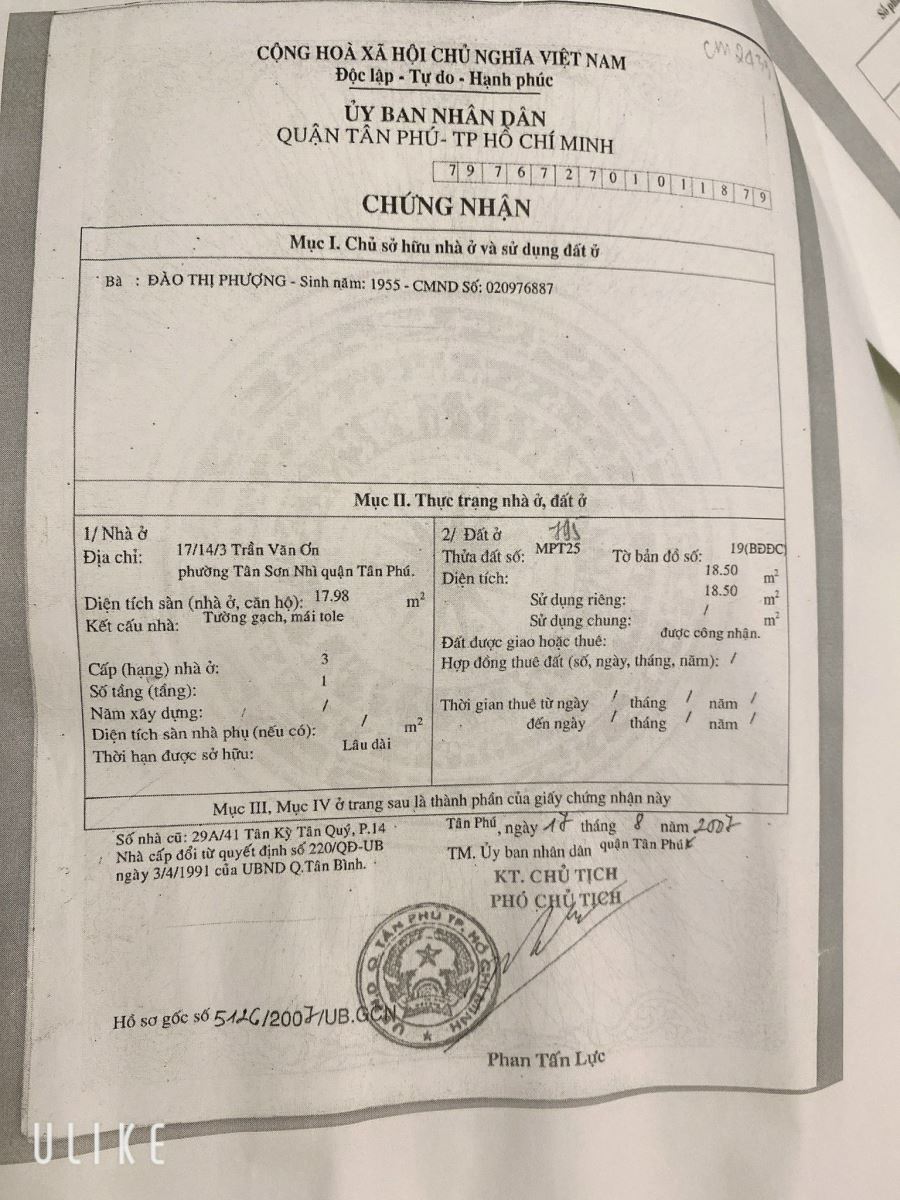 CỘNG HOÀ XÃ HỘI CHỦ NGHĨA VIỆT NAM
Độc lập - Tự do - Hạnh phúc
ỦY BAN NHÂN DÂN
QUẬN TÂN PHÚ- TP HỒ CHÍ MINH
7 9 7 6 7 2 7 0 1 0 1 1 8 7 9
CHỨNG NHẬN
Mục I. Chủ sở hữu nhà ở và sử dụng đất ở
Bà : ĐÀO THỊ PHƯỢNG - Sinh năm: 1955 - CMND Số: 020976887
Mục II. Thực trạng nhà ở, đất ở
1/ Nhà ở
Địa chỉ: 17/14/3 Trần Văn Ơn
phường Tân Sơn Nhì quận Tân Phú.
Diện tích sàn (nhà ở, căn hộ): 17.98 m²
Kết cấu nhà: Tường gạch, mái tole
Cấp (hạng) nhà ở: 3
Số tầng (tầng): 1
Năm xây dựng: / /
Diện tích sàn nhà phụ (nếu có): / m²
Thời hạn được sở hữu: Lâu dài
2/ Đất ở
Thửa đất số: MPT25 Tờ bản đồ số: 19(BĐĐC)
Diện tích: 18.50 m²
Sử dụng riêng: 18.50 m²
Sử dụng chung: / m²
Đất được giao hoặc thuê: được công nhận.
Hợp đồng thuê đất (số, ngày, tháng, năm): /
Thời gian thuê từ ngày / tháng / năm /
đến ngày / tháng / năm /
Mục III, Mục IV ở trang sau là thành phần của giấy chứng nhận này
Số nhà cũ: 29A/41 Tân Kỳ Tân Quý, P.14
Nhà cấp đổi từ quyết định số 220/QĐ-UB
ngày 3/4/1991 của UBND Q.Tân Bình.
Tân Phú, ngày 17 tháng 8 năm 2007
TM. Ủy ban nhân dân quận Tân Phú
KT. CHỦ TỊCH
PHÓ CHỦ TỊCH
UBND Q TÂN PHÚ TP. HỒ CHÍ MINH
Hồ sơ gốc số 5126/2007/UB.GCN
Phan Tấn Lực
ULIKE